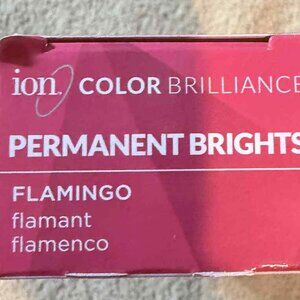 ion. COLOR BRILLIANCE
PERMANENT BRIGHTS
FLAMINGO
flamant
flamenco